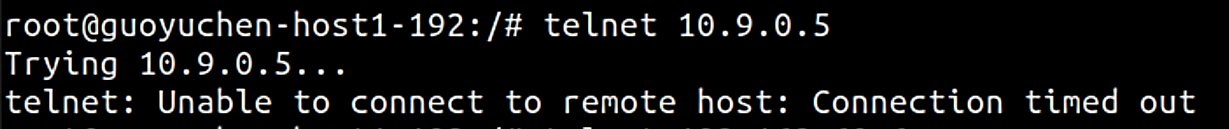 root@guoyuchen-host1-192:/# telnet 10.9.0.5
Trying 10.9.0.5...
telnet: Unable to connect to remote host: Connection timed out